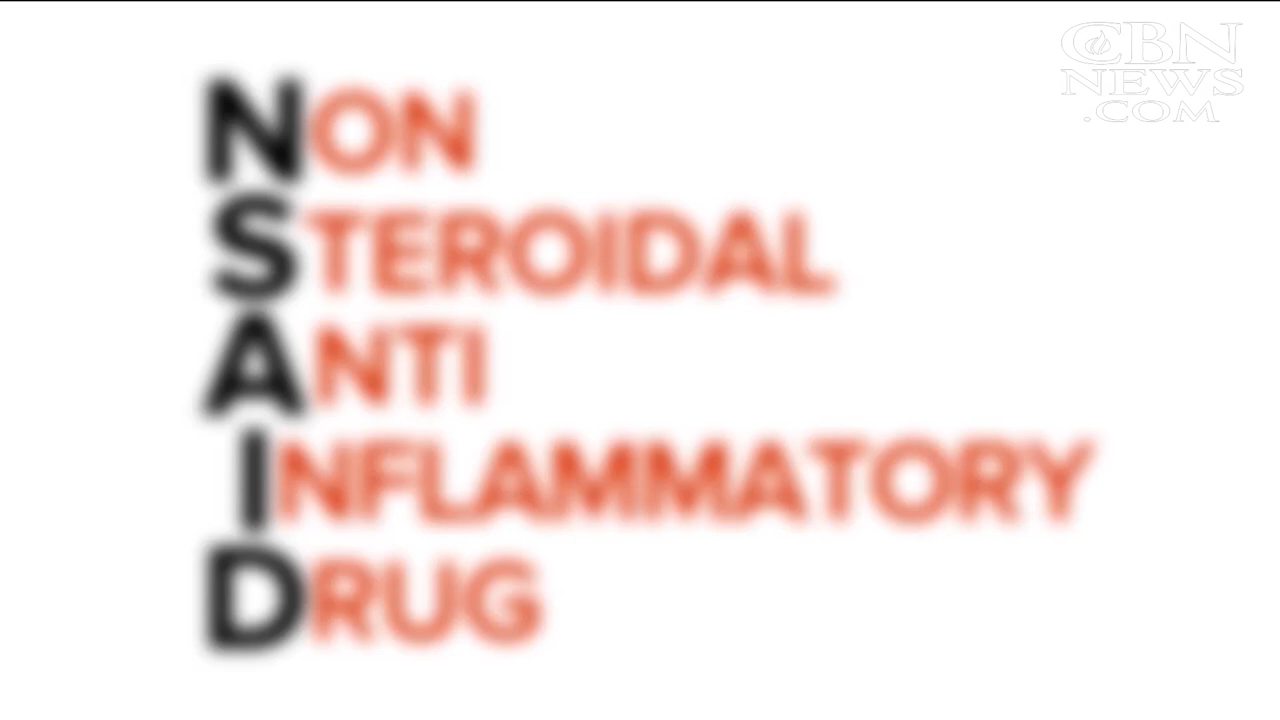 NON
STEROIDAL
ANTI
INFLAMMATORY
DRUG
CBN
NEWS
.COM